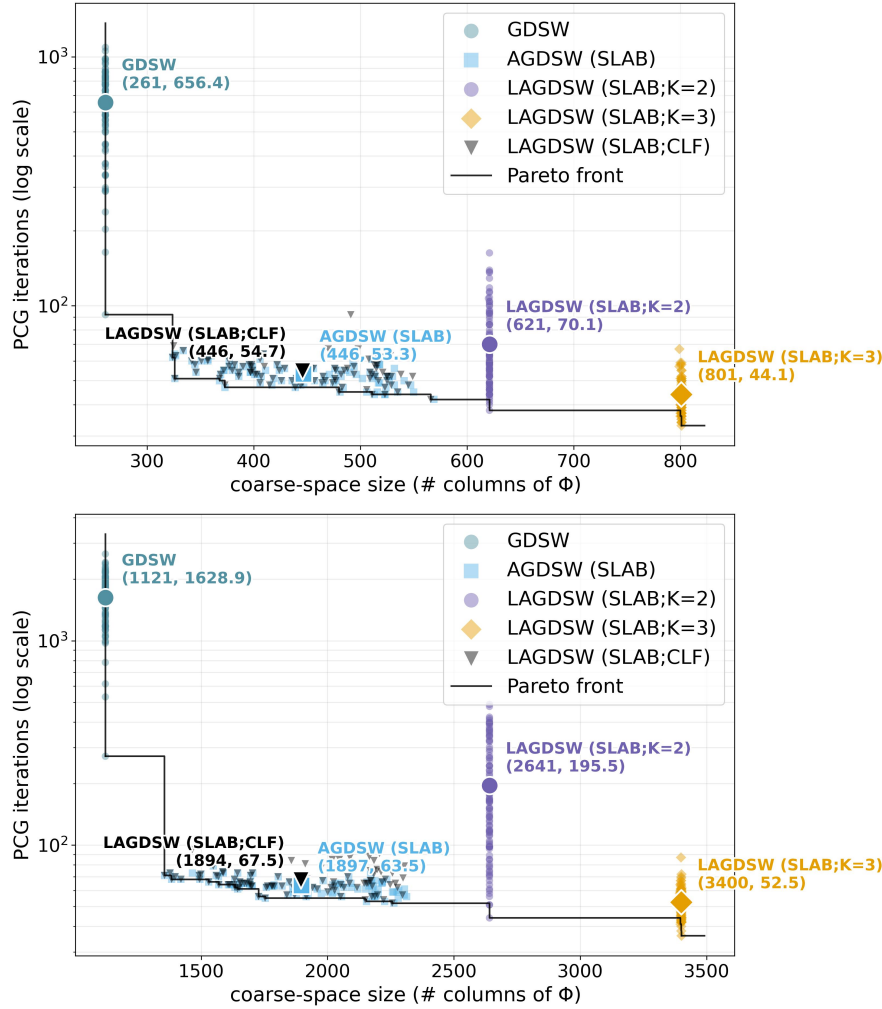 PCG iterations (log scale)
10³
10²
GDSW
(261, 656.4)
LAGDSW (SLAB;CLF)
(446, 54.7)
AGDSW (SLAB)
(446, 53.3)
LAGDSW (SLAB;K=2)
(621, 70.1)
LAGDSW (SLAB;K=3)
(801, 44.1)
GDSW
AGDSW (SLAB)
LAGDSW (SLAB;K=2)
LAGDSW (SLAB;K=3)
LAGDSW (SLAB;CLF)
Pareto front
300 400 500 600 700 800
coarse-space size (# columns of Φ)
PCG iterations (log scale)
10³
10²
GDSW
(1121, 1628.9)
LAGDSW (SLAB;CLF)
(1894, 67.5)
AGDSW (SLAB)
(1897, 63.5)
LAGDSW (SLAB;K=2)
(2641, 195.5)
LAGDSW (SLAB;K=3)
(3400, 52.5)
GDSW
AGDSW (SLAB)
LAGDSW (SLAB;K=2)
LAGDSW (SLAB;K=3)
LAGDSW (SLAB;CLF)
Pareto front
1500 2000 2500 3000 3500
coarse-space size (# columns of Φ)